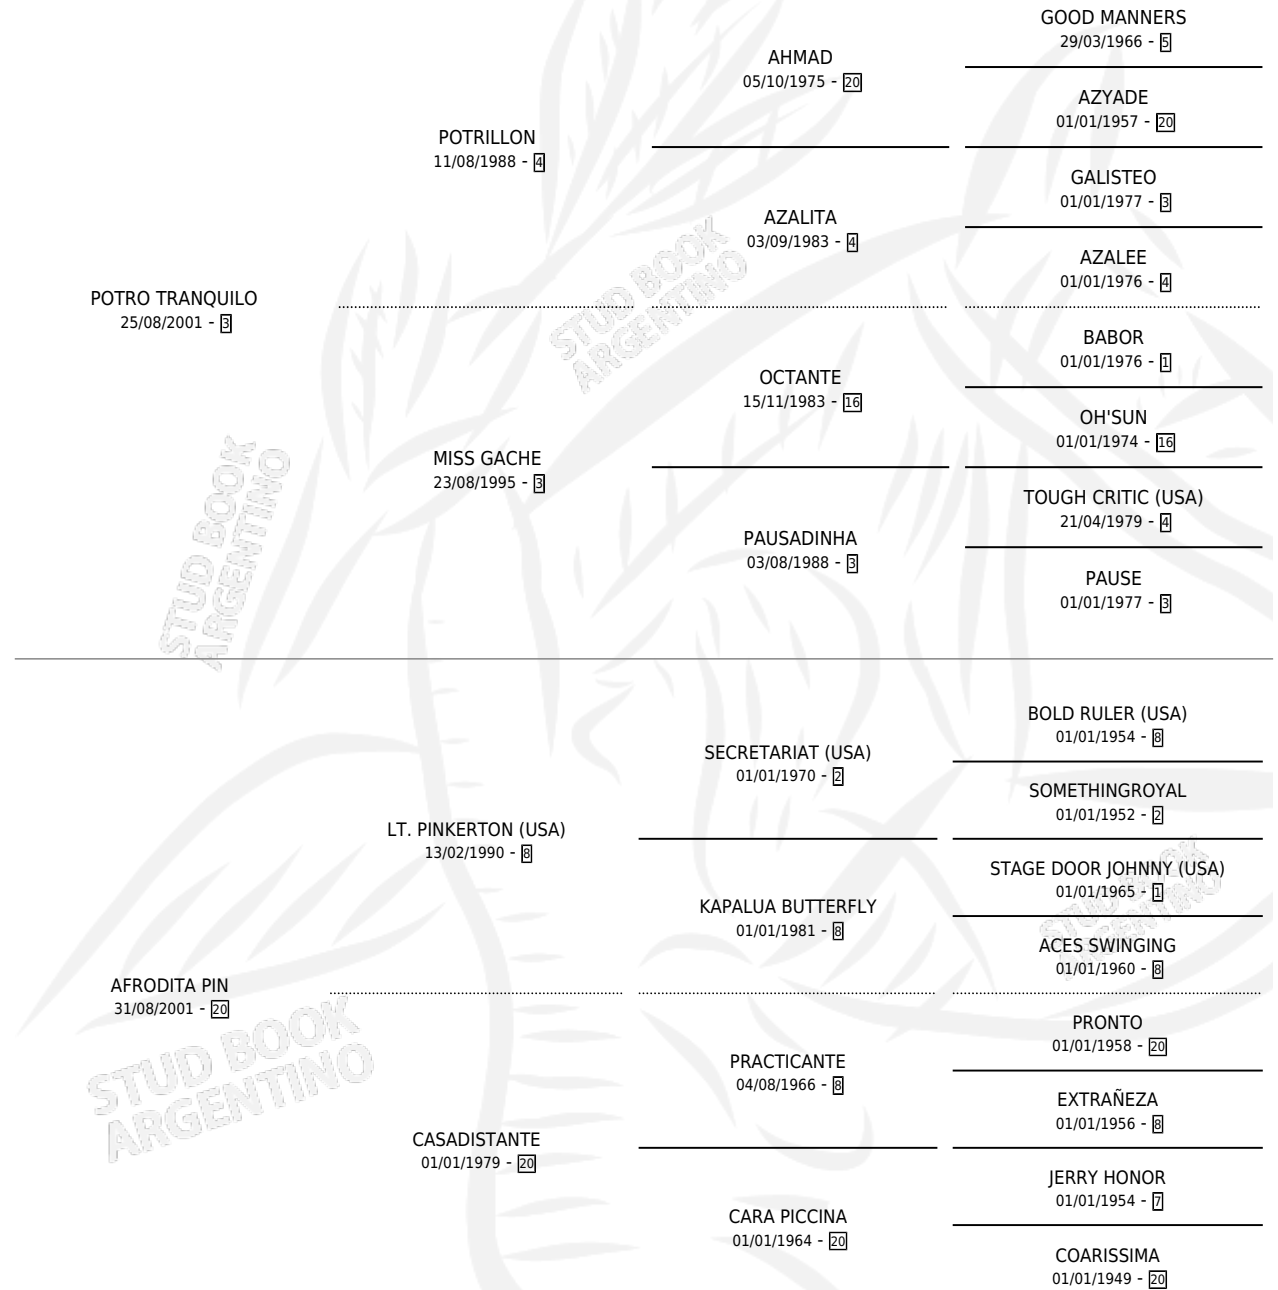 GOOD MANNERS
29/03/1966 - 5
AHMAD
05/10/1975 - 20
AZYADE
01/01/1957 - 20
POTRILLON
11/08/1988 - 4
GALISTEO
01/01/1977 - 3
AZALITA
03/09/1983 - 4
AZALEE
01/01/1976 - 4
POTRO TRANQUILO
25/08/2001 - 3
STUD BOOK
ARGENTINO
BABOR
01/01/1976 - 1
OCTANTE
15/11/1983 - 16
OH'SUN
01/01/1974 - 16
MISS GACHE
23/08/1995 - 3
TOUGH CRITIC (USA)
21/04/1979 - 4
PAUSADINHA
03/08/1988 - 3
PAUSE
01/01/1977 - 3
STUD BOOK
ARGENTINO
BOLD RULER (USA)
01/01/1954 - 8
SECRETARIAT (USA)
01/01/1970 - 2
SOMETHINGROYAL
01/01/1952 - 2
LT. PINKERTON (USA)
13/02/1990 - 8
STAGE DOOR JOHNNY (USA)
01/01/1965 - 1
KAPALUA BUTTERFLY
01/01/1981 - 8
STUD BOOK
ARGENTINO
ACES SWINGING
01/01/1960 - 8
AFRODITA PIN
31/08/2001 - 20
PRONTO
01/01/1958 - 20
PRACTICANTE
04/08/1966 - 8
EXTRAÑEZA
01/01/1956 - 8
STUD BOOK
ARGENTINO
CASADISTANTE
01/01/1979 - 20
JERRY HONOR
01/01/1954 - 7
CARA PICCINA
01/01/1964 - 20
COARISSIMA
01/01/1949 - 20